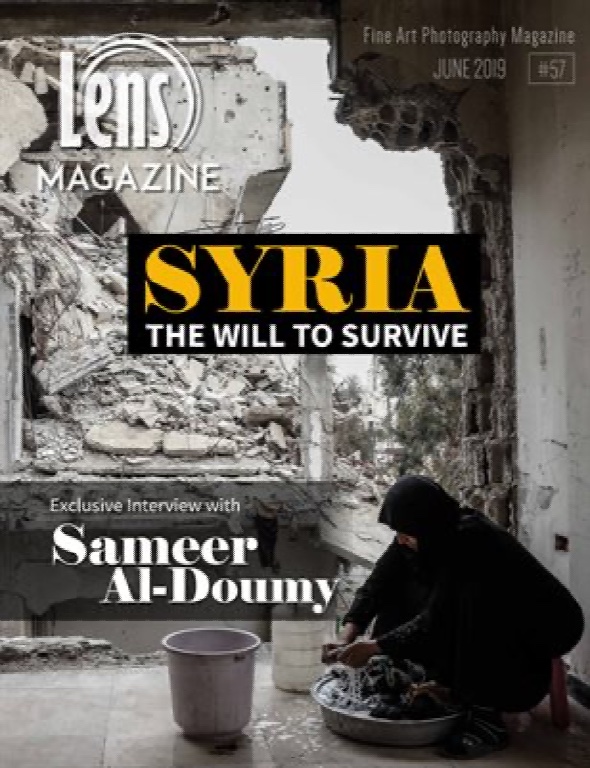 Fine Art Photography Magazine
JUNE 2019 #57
Lens
MAGAZINE
SYRIA
THE WILL TO SURVIVE
Exclusive Interview with
Sameer
Al-Doumy